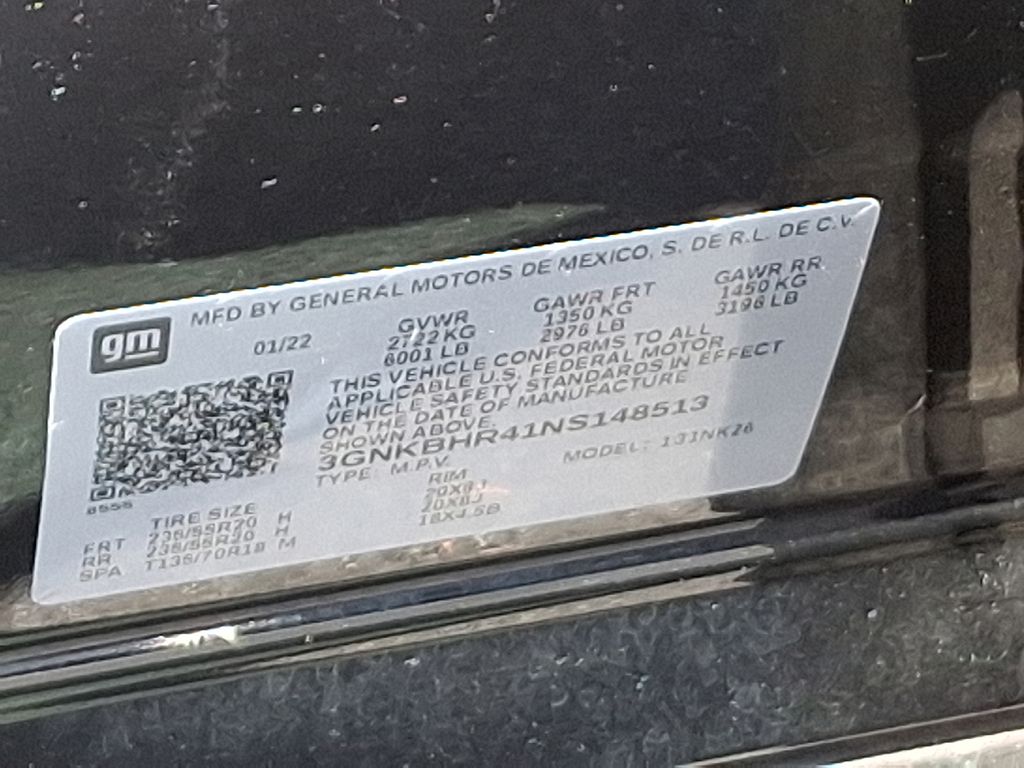 MFD BY GENERAL MOTORS DE MEXICO, S. DE R.L. DE C.V.
gm
01/22
GVWR
2722 KG
6001 LB
GAWR FRT
1350 KG
2976 LB
GAWR RR
1450 KG
3196 LB
THIS VEHICLE CONFORMS TO ALL
APPLICABLE U.S. FEDERAL MOTOR
VEHICLE SAFETY STANDARDS IN EFFECT
ON THE DATE OF MANUFACTURE
SHOWN ABOVE.
3GNKBHR41NS148513
TYPE: M.P.V. MODEL: 131NK26
TIRE SIZE RIM
FRT 235/55R20 H 20X8J
RR 235/55R20 H 20X8J
SPA T135/70R18 M 18X4.5B